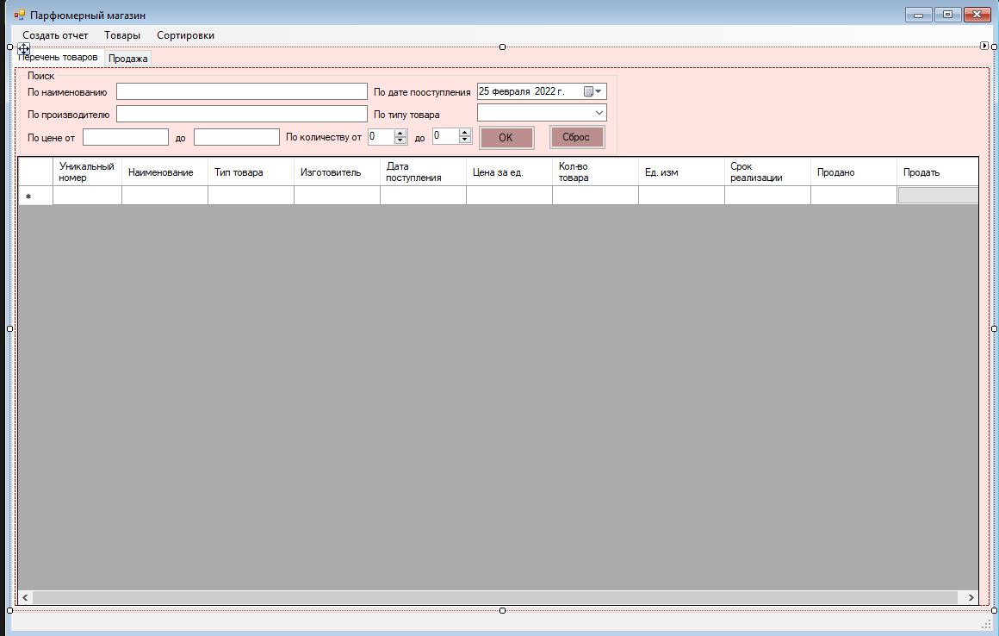 Парфюмерный магазин
Создать отчет Товары Сортировки
Перечень товаров Продажа
Поиск
По наименованию По дате пооступления 25 февраля 2022 г.
По производителю По типу товара
По цене от до По количеству от 0 до 0 OK Сброс
Уникальный номер Наименование Тип товара Изготовитель Дата поступления Цена за ед. Кол-во товара Ед. изм Срок реализации Продано Продать